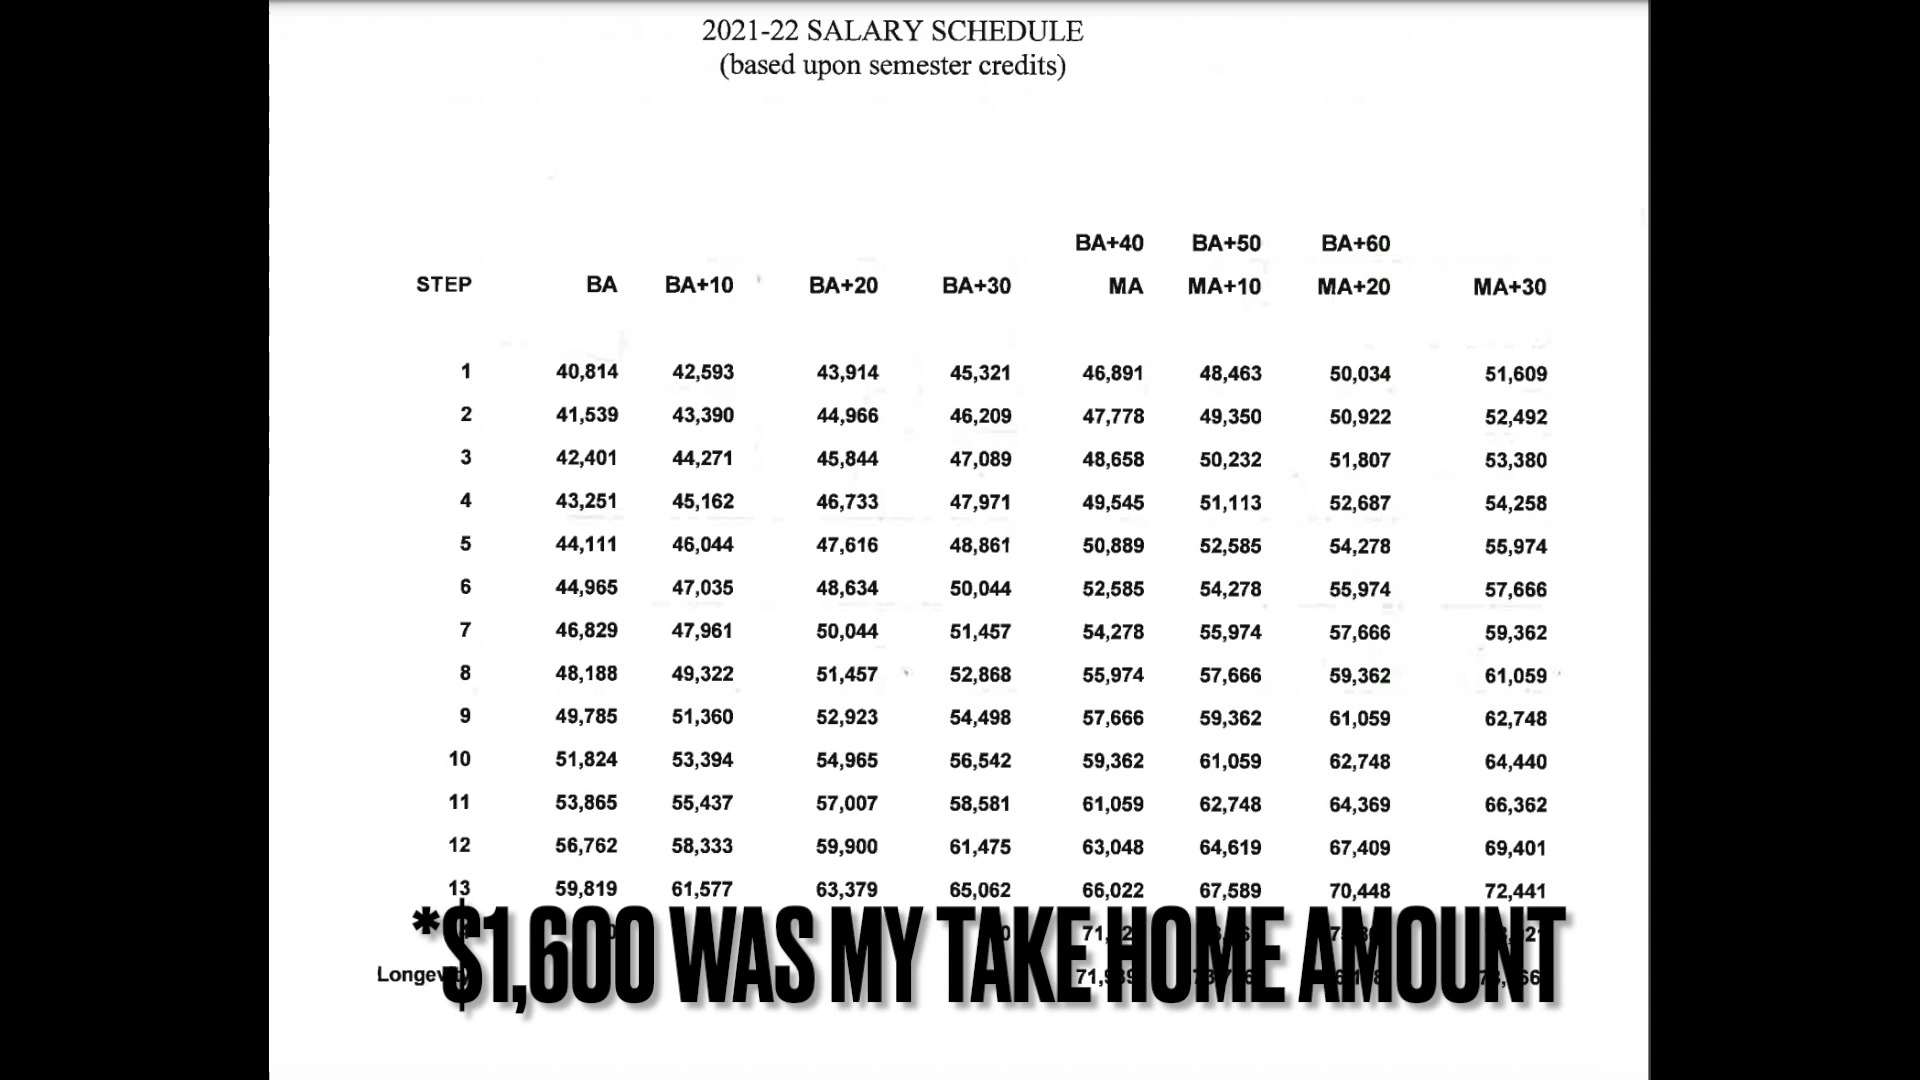 2021-22 SALARY SCHEDULE
(based upon semester credits)
BA+40 BA+50 BA+60
STEP BA BA+10 BA+20 BA+30 MA MA+10 MA+20 MA+30
1 40,814 42,593 43,914 45,321 46,891 48,463 50,034 51,609
2 41,539 43,390 44,966 46,209 47,778 49,350 50,922 52,492
3 42,401 44,271 45,844 47,089 48,658 50,232 51,807 53,380
4 43,251 45,162 46,733 47,971 49,545 51,113 52,687 54,258
5 44,111 46,044 47,616 48,861 50,889 52,585 54,278 55,974
6 44,965 47,035 48,634 50,044 52,585 54,278 55,974 57,666
7 46,829 47,961 50,044 51,457 54,278 55,974 57,666 59,362
8 48,188 49,322 51,457 52,868 55,974 57,666 59,362 61,059
9 49,785 51,360 52,923 54,498 57,666 59,362 61,059 62,748
10 51,824 53,394 54,965 56,542 59,362 61,059 62,748 64,440
11 53,865 55,437 57,007 58,581 61,059 62,748 64,369 66,362
12 56,762 58,333 59,900 61,475 63,048 64,619 67,409 69,401
13 59,819 61,577 63,379 65,062 66,022 67,589 70,448 72,441
*$1,600 WAS MY TAKE HOME AMOUNT